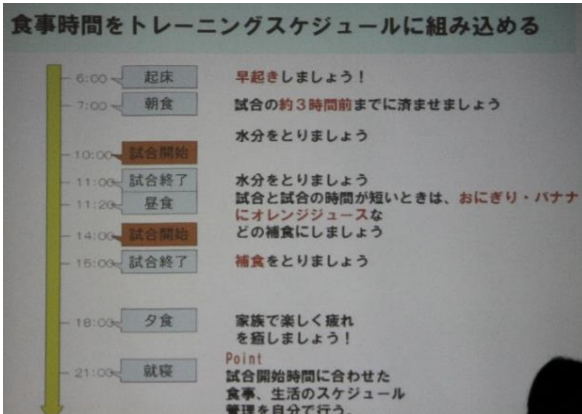 食事時間をトレーニングスケジュールに組み込める
6:00 起床 早起きしましょう!
7:00 朝食 試合の約3時間前までに済ませましょう
水分をとりましょう
10:00 試合開始
11:00 試合終了 水分をとりましょう
11:20 昼食 試合と試合の時間が短いときは、おにぎり・バナナ
にオレンジジュースな
14:00 試合開始 どの補食にしましょう
15:00 試合終了 補食をとりましょう
18:00 夕食 家族で楽しく疲れ
を癒しましょう!
Point
21:00 就寝 試合開始時間に合わせた
食事、生活のスケジュール
管理を自分で行う。